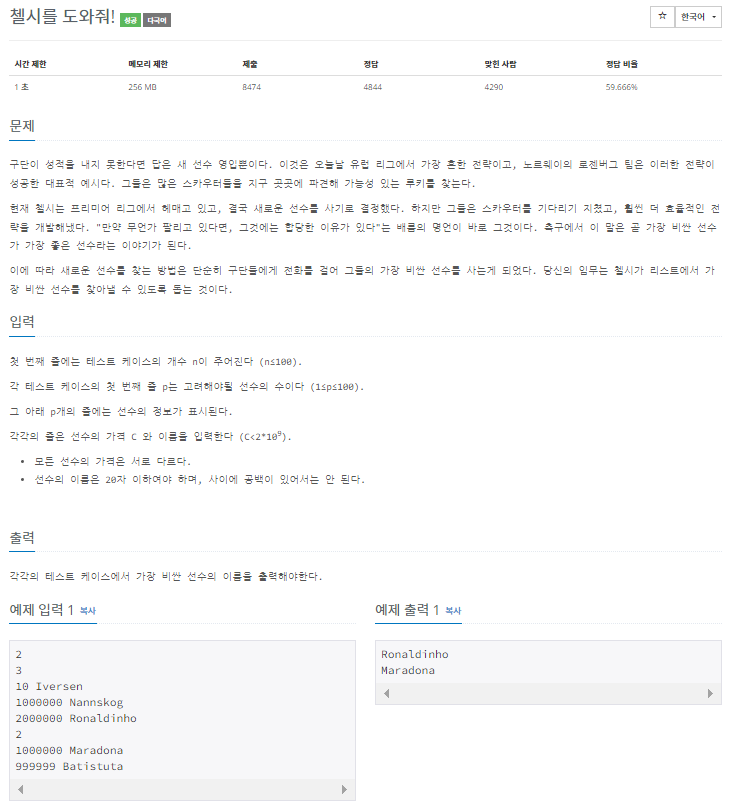 첼시를 도와줘! 성공 다국어
☆ 한국어
시간 제한 메모리 제한 제출 정답 맞힌 사람 정답 비율
1 초 256 MB 8474 4844 4290 59.666%
문제
구단이 성적을 내지 못한다면 답은 새 선수 영입뿐이다. 이것은 오늘날 유럽 리그에서 가장 흔한 전략이고, 노르웨이의 로젠버그 팀은 이러한 전략이
성공한 대표적 예시다. 그들은 많은 스카우터들을 지구 곳곳에 파견해 가능성 있는 루키를 찾는다.
현재 첼시는 프리미어 리그에서 헤매고 있고, 결국 새로운 선수를 사기로 결정했다. 하지만 그들은 스카우터를 기다리기 지쳤고, 훨씬 더 효율적인 전
략을 개발해냈다. "만약 무언가 팔리고 있다면, 그것에는 합당한 이유가 있다"는 배룸의 명언이 바로 그것이다. 축구에서 이 말은 곧 가장 비싼 선수
가 가장 좋은 선수라는 이야기가 된다.
이에 따라 새로운 선수를 찾는 방법은 단순히 구단들에게 전화를 걸어 그들의 가장 비싼 선수를 사는게 되었다. 당신의 임무는 첼시가 리스트에서 가
장 비싼 선수를 찾아낼 수 있도록 돕는 것이다.
입력
첫 번째 줄에는 테스트 케이스의 개수 n이 주어진다 (n≤100).
각 테스트 케이스의 첫 번째 줄 p는 고려해야될 선수의 수이다 (1≤p≤100).
그 아래 p개의 줄에는 선수의 정보가 표시된다.
각각의 줄은 선수의 가격 C 와 이름을 입력한다 (C<2*10⁹).
• 모든 선수의 가격은 서로 다르다.
• 선수의 이름은 20자 이하여야 하며, 사이에 공백이 있어서는 안 된다.
출력
각각의 테스트 케이스에서 가장 비싼 선수의 이름을 출력해야한다.
예제 입력 1 복사
2
3
10 Iversen
1000000 Nannskog
2000000 Ronaldinho
2
1000000 Maradona
999999 Batistuta
예제 출력 1 복사
Ronaldinho
Maradona